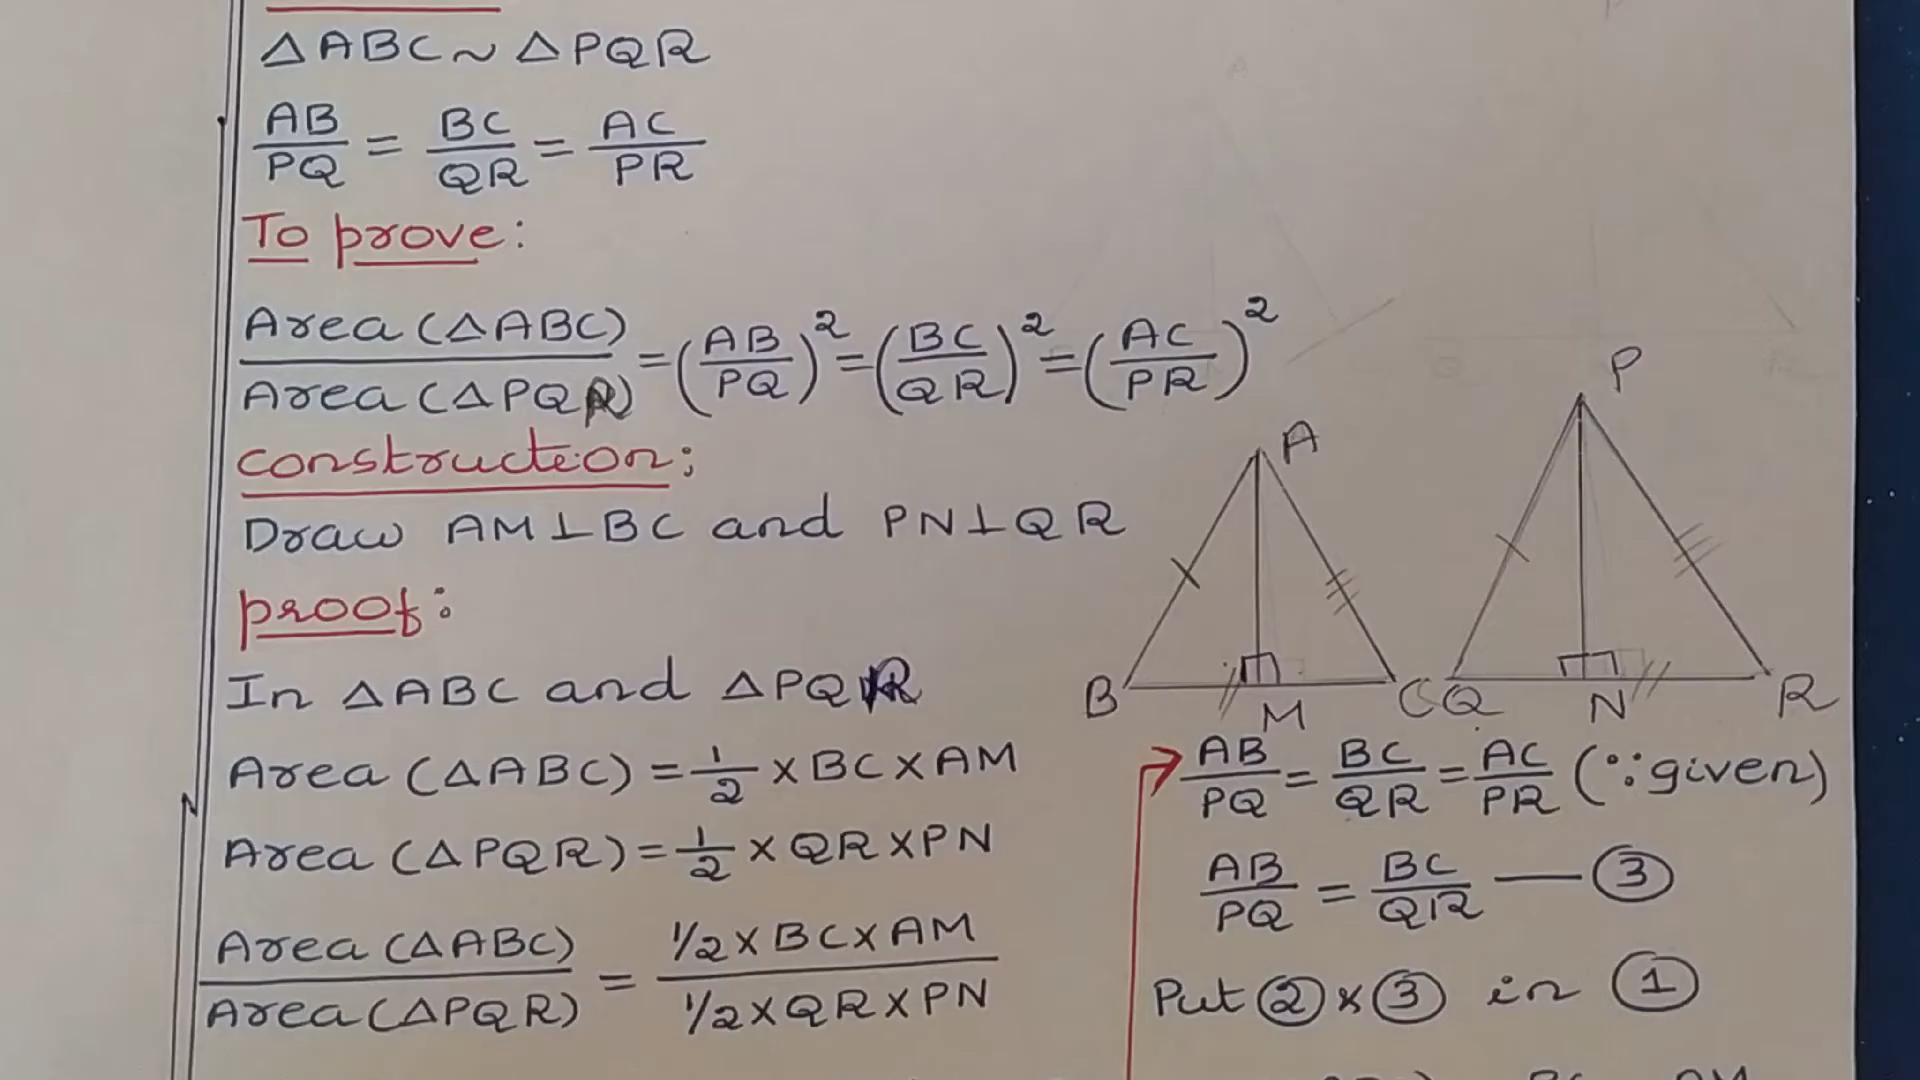 △ABC ~ △PQR
AB/PQ = BC/QR = AC/PR
To prove:
Area (△ABC)/Area (△PQR) = (AB/PQ)² = (BC/QR)² = (AC/PR)²
construction:
Draw AM⊥BC and PN⊥QR
proof:
In △ABC and △PQR
Area (△ABC) = 1/2 × BC × AM
Area (△PQR) = 1/2 × QR × PN
Area (△ABC)/Area (△PQR) = 1/2 × BC × AM / 1/2 × QR × PN
P
A
B M C Q N R
AB/PQ = BC/QR = AC/PR (∵ given)
AB/PQ = BC/QR — ③
Put ② & ③ in ①